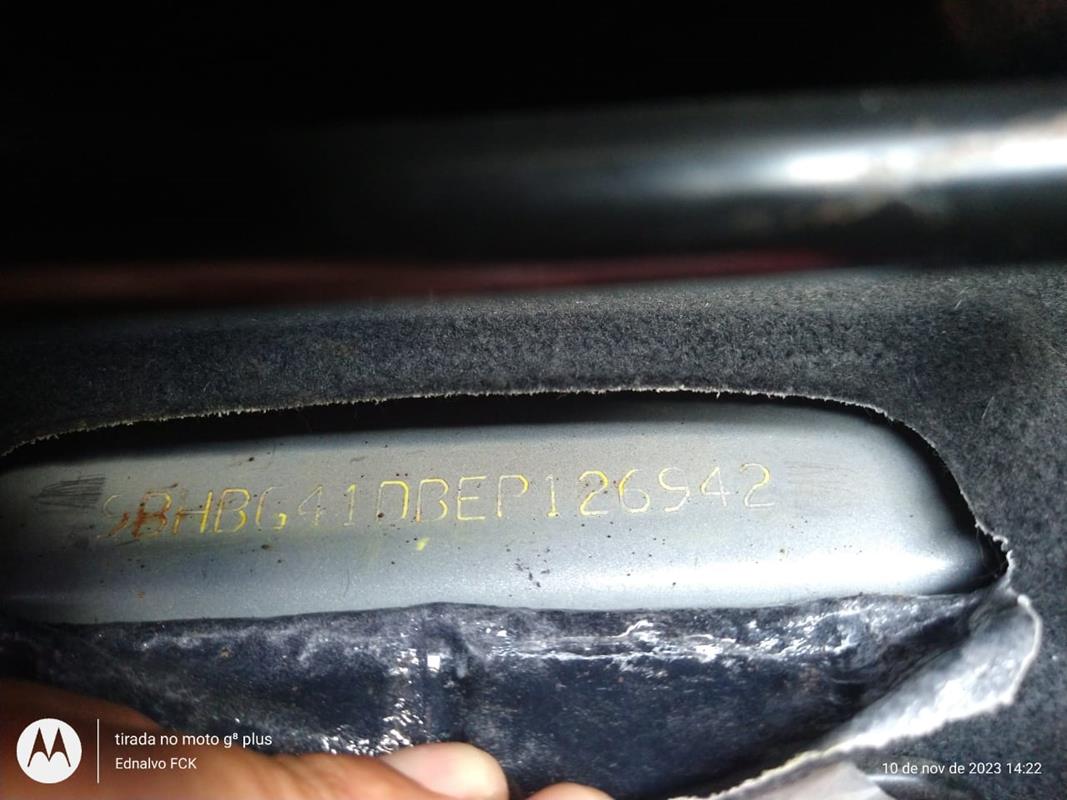 9BHBG41DBEP126942
tirada no moto g⁸ plus
Ednalvo FCK
10 de nov de 2023 14:22